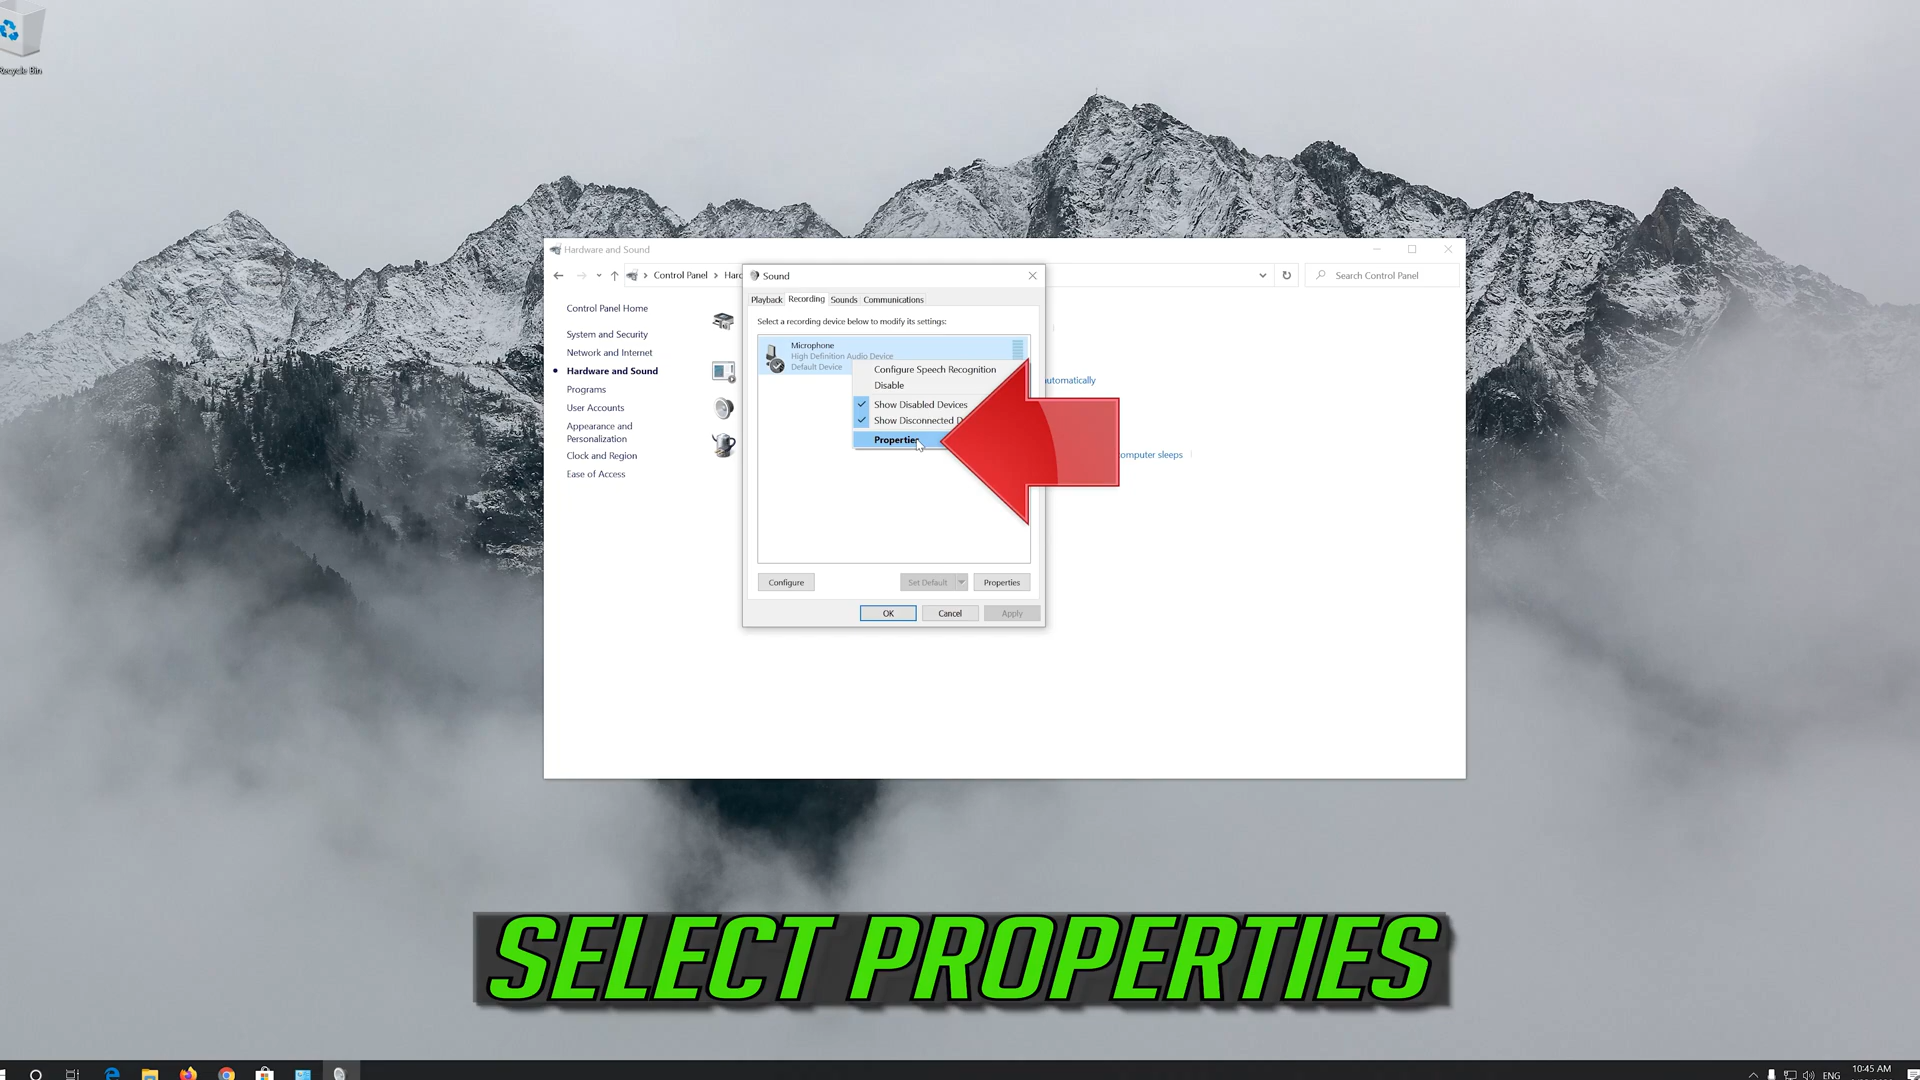 Recycle Bin
Hardware and Sound
Control Panel
Search Control Panel
Sound
Playback Recording Sounds Communications
Select a recording device below to modify its settings:
Microphone
High Definition Audio Device
Default Device
Configure Speech Recognition
Disable
Show Disabled Devices
Show Disconnected
Properties
Configure
Set Default
Properties
OK
Cancel
Apply
Control Panel Home
System and Security
Network and Internet
Hardware and Sound
Programs
User Accounts
Appearance and
Personalization
Clock and Region
Ease of Access
automatically
computer sleeps
SELECT PROPERTIES
ENG
10:45 AM